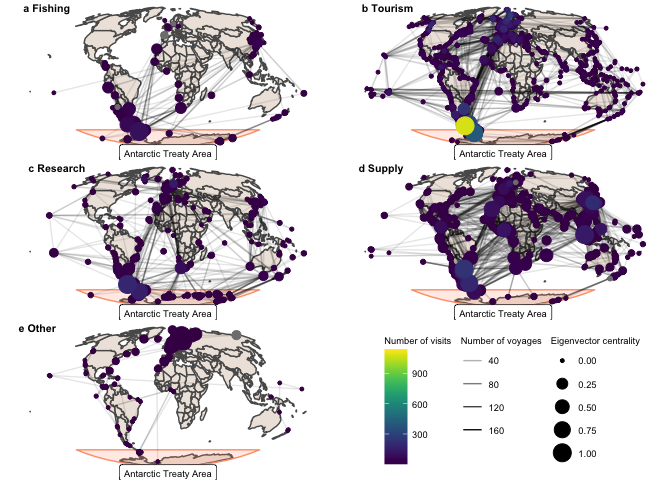 a Fishing
b Tourism
Antarctic Treaty Area
Antarctic Treaty Area
c Research
d Supply
Antarctic Treaty Area
Antarctic Treaty Area
e Other
Antarctic Treaty Area
Number of visits
900
600
300
Number of voyages
40
80
120
160
Eigenvector centrality
0.00
0.25
0.50
0.75
1.00